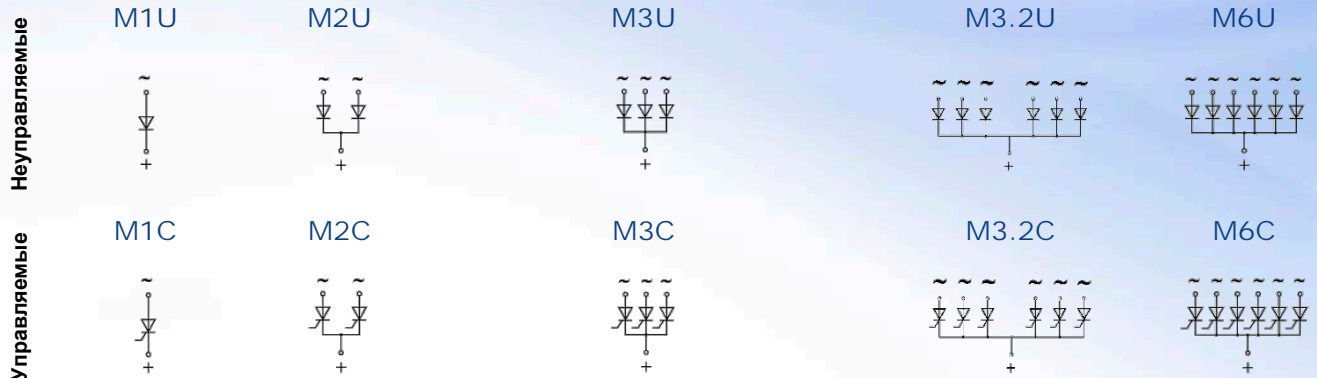 Неуправляемые
M1U M2U M3U M3.2U M6U
~ ~ ~ ~ ~ ~ ~ ~ ~ ~ ~ ~ ~ ~ ~ ~ ~ ~
+ + + + +
Управляемые
M1C M2C M3C M3.2C M6C
~ ~ ~ ~ ~ ~ ~ ~ ~ ~ ~ ~ ~ ~ ~ ~ ~ ~
+ + + + +